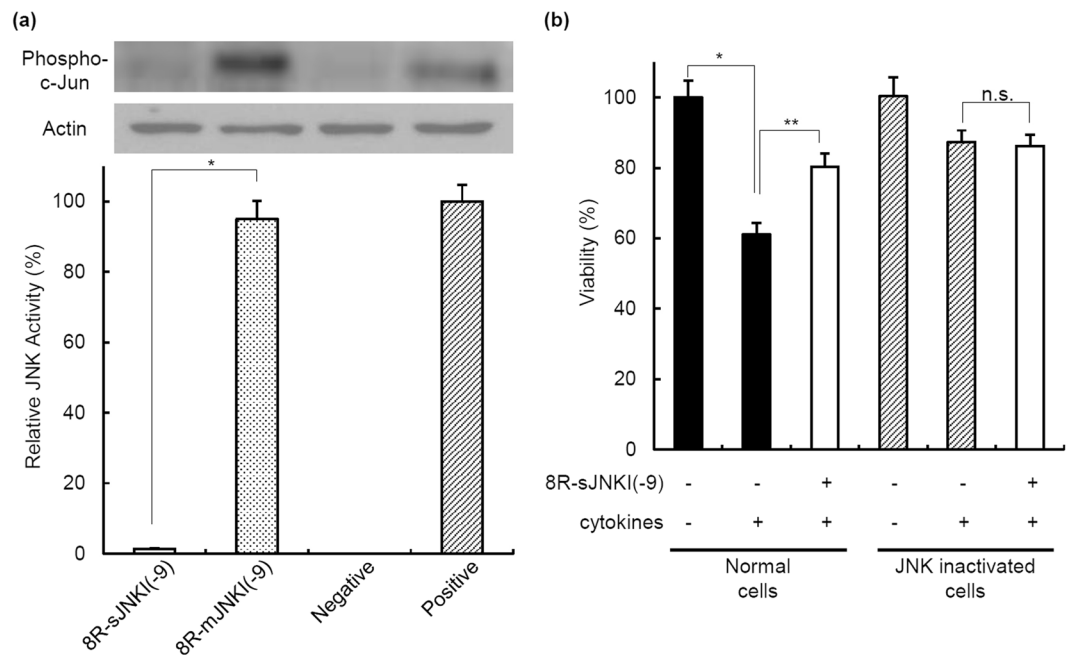 (a)
Phospho-
c-Jun
Actin
*
100
80
60
40
20
0
Relative JNK Activity (%)
8R-sJNKI(-9)
8R-mJNKI(-9)
Negative
Positive
(b)
*
**
n.s.
100
80
60
60
20
0
Viability (%)
8R-sJNKI(-9) - - + - - +
cytokines - + + - + +
Normal
cells
JNK inactivated
cells